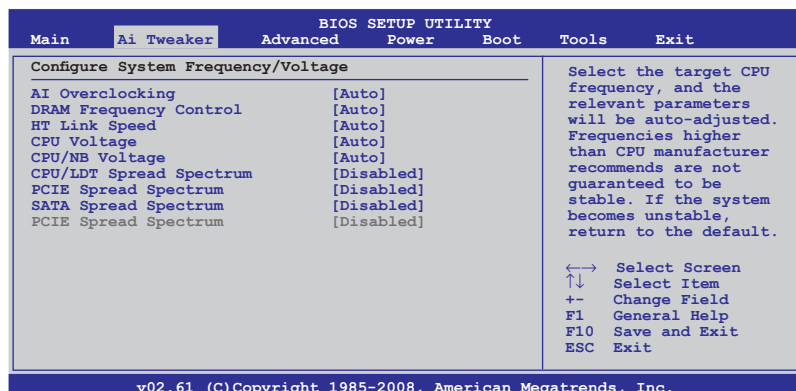 BIOS SETUP UTILITY
Main Ai Tweaker Advanced Power Boot Tools Exit
Configure System Frequency/Voltage
AI Overclocking [Auto]
DRAM Frequency Control [Auto]
HT Link Speed [Auto]
CPU Voltage [Auto]
CPU/NB Voltage [Auto]
CPU/LDT Spread Spectrum [Disabled]
PCIE Spread Spectrum [Disabled]
SATA Spread Spectrum [Disabled]
PCIE Spread Spectrum [Disabled]
Select the target CPU
frequency, and the
relevant parameters
will be auto-adjusted.
Frequencies higher
than CPU manufacturer
recommends are not
guaranteed to be
stable. If the system
becomes unstable,
return to the default.
←→ Select Screen
↑↓ Select Item
+- Change Field
F1 General Help
F10 Save and Exit
ESC Exit
v02.61 (C)Copyright 1985-2008, American Megatrends, Inc.